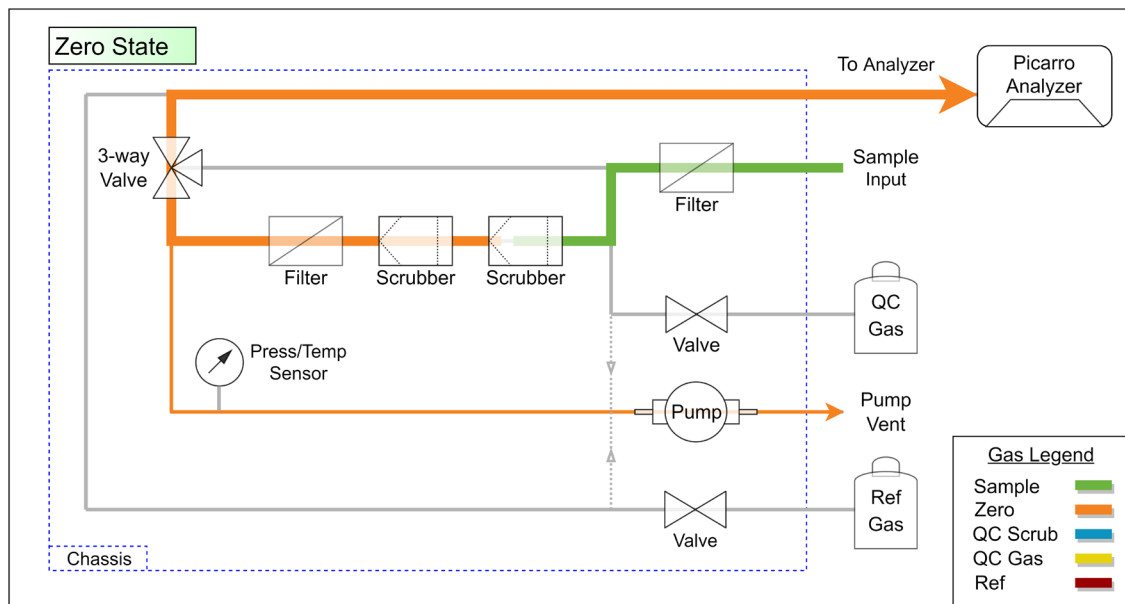 Zero State
To Analyzer
Picarro
Analyzer
3-way
Valve
Sample
Input
Filter
Filter
Scrubber
Scrubber
QC
Gas
Valve
Press/Temp
Sensor
Pump
Pump
Vent
Ref
Gas
Valve
Chassis
Gas Legend
Sample
Zero
QC Scrub
QC Gas
Ref